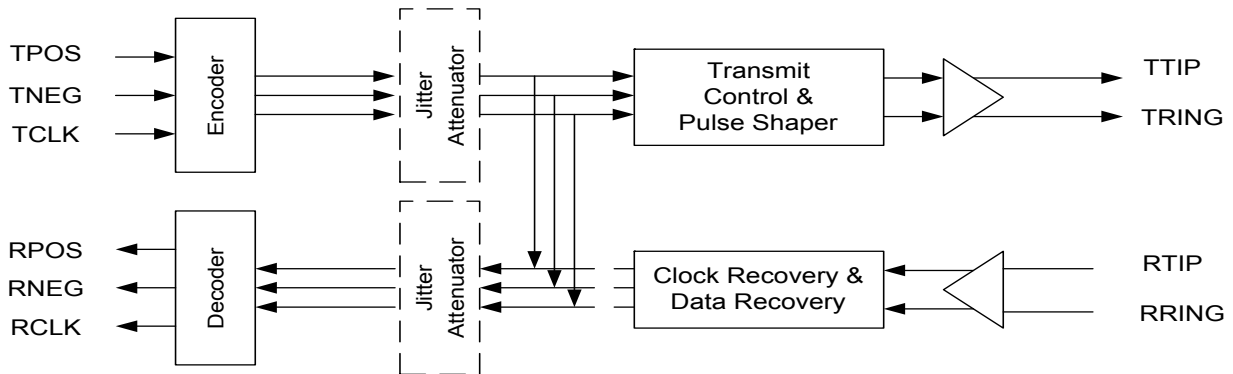 TPOS
TNEG
TCLK
Encoder
Jitter
Attenuator
Transmit
Control &
Pulse Shaper
TTIP
TRING
RPOS
RNEG
RCLK
Decoder
Jitter
Attenuator
Clock Recovery &
Data Recovery
RTIP
RRING